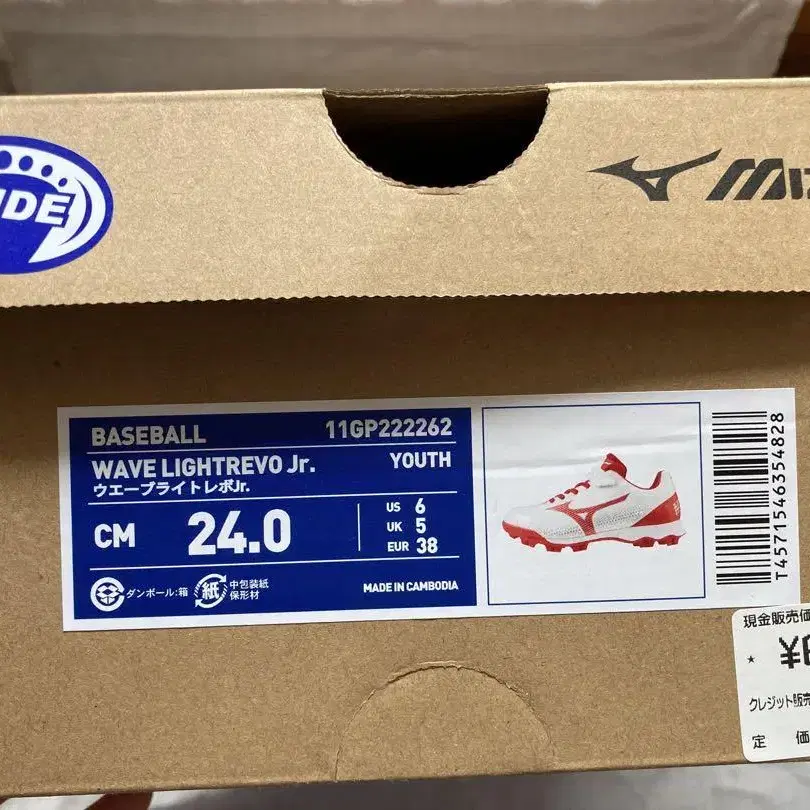 BASEBALL 11GP222262
WAVE LIGHTREVO Jr. YOUTH
ウエーブライトレボJr.
CM 24.0
US 6
UK 5
EUR 38
ダンボール:箱
紙 中包装紙
保形材
MADE IN CAMBODIA
T4571546354828
現金販売価
★ ¥
クレジット販売
定 価